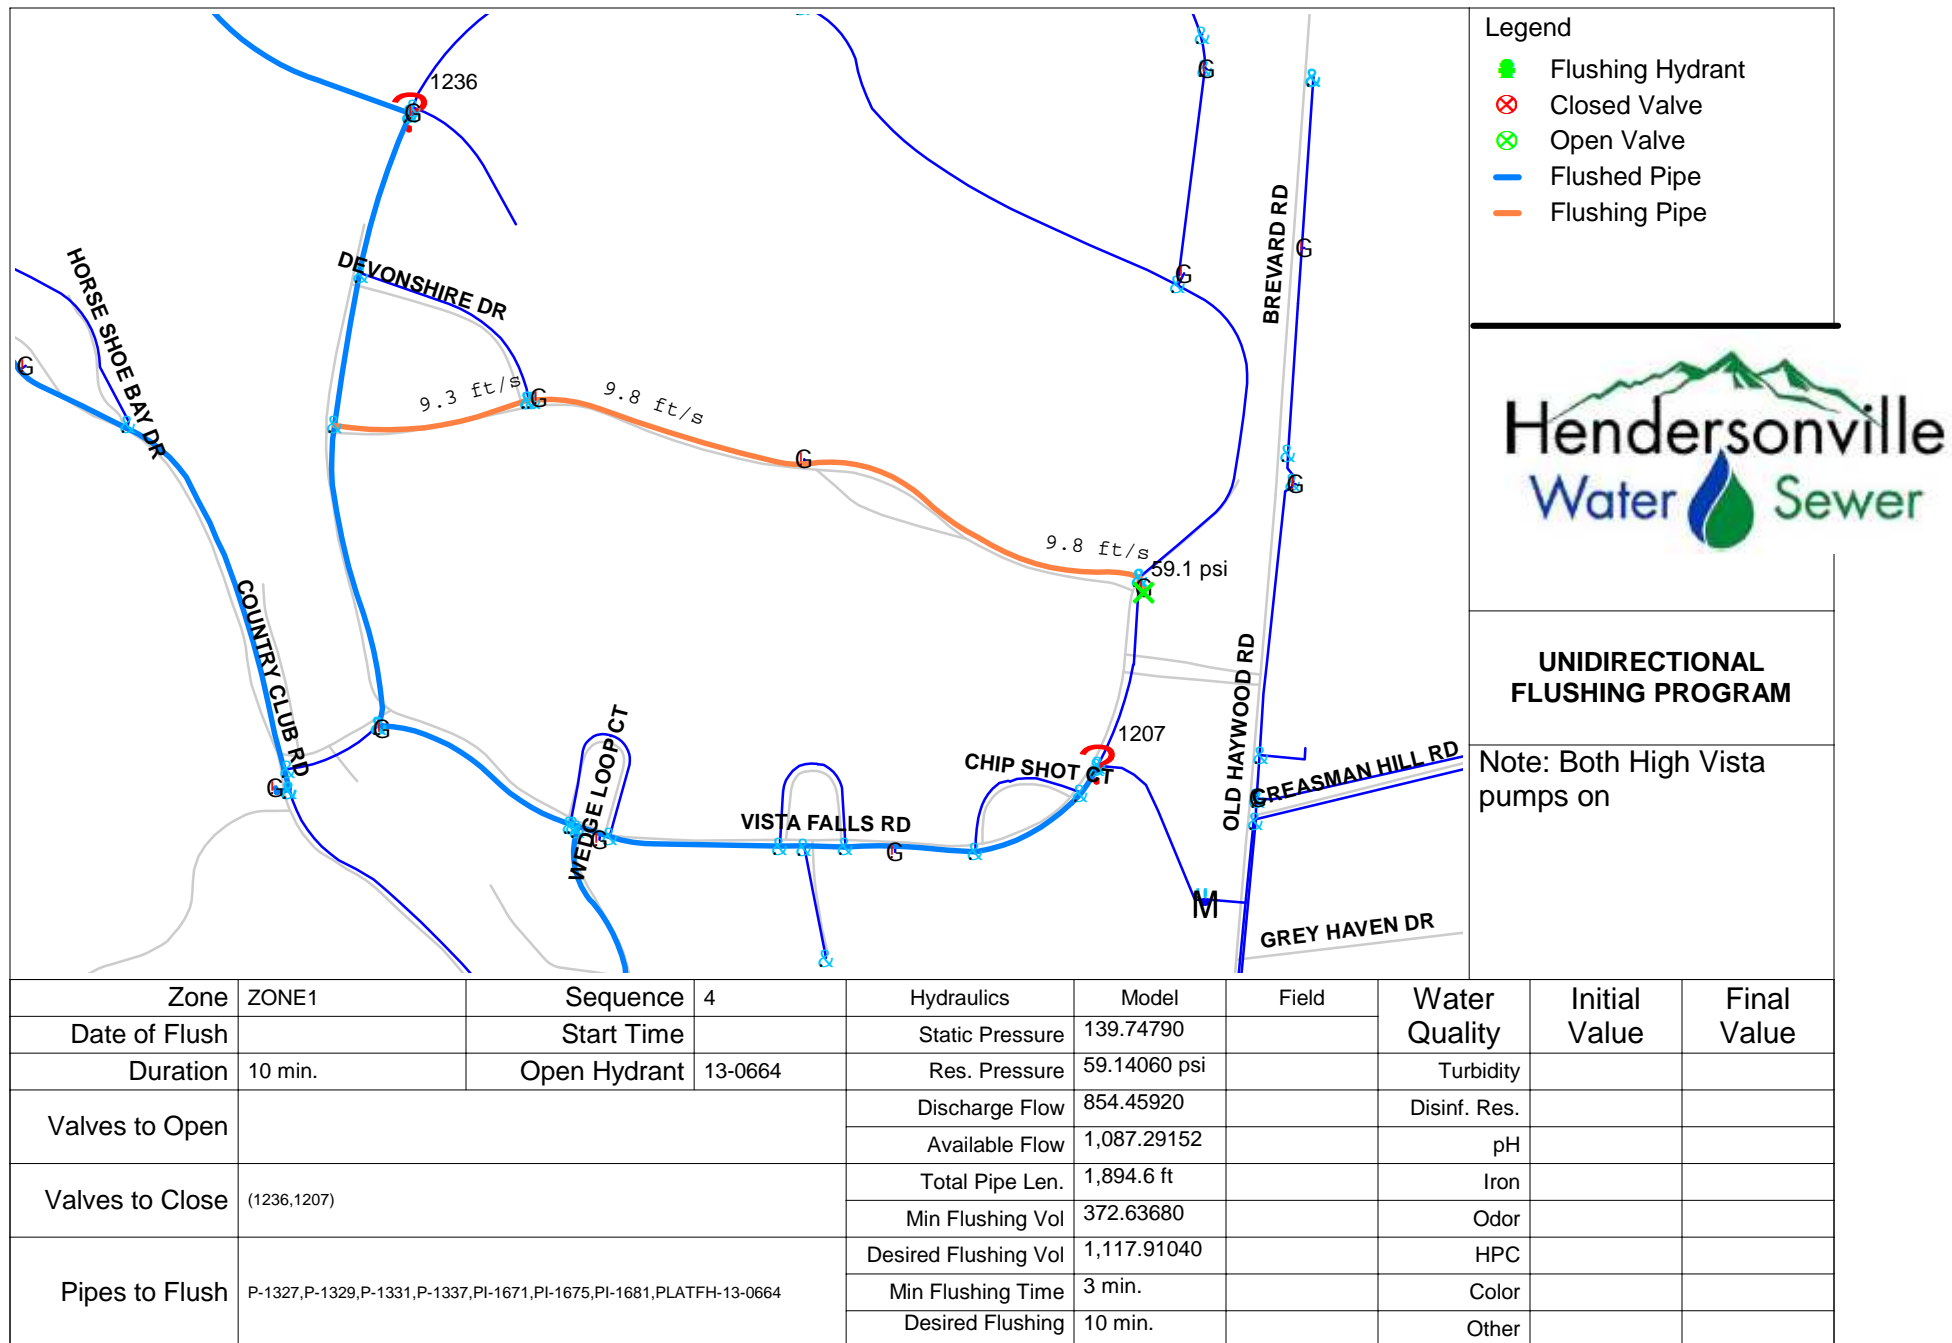 1236
DEVONSHIRE DR
HORSE SHOE BAY DR
9.3 ft/s
9.8 ft/s
BREVARD RD
9.8 ft/s
59.1 psi
COUNTRY CLUB RD
WEDGE LOOP CT
1207
CHIP SHOT CT
OLD HAYWOOD RD
CREASMAN HILL RD
VISTA FALLS RD
M
GREY HAVEN DR
Legend
Flushing Hydrant
Closed Valve
Open Valve
Flushed Pipe
Flushing Pipe
Hendersonville
Water Sewer
UNIDIRECTIONAL
FLUSHING PROGRAM
Note: Both High Vista
pumps on
Zone ZONE1 Sequence 4
Date of Flush Start Time
Duration 10 min. Open Hydrant 13-0664
Valves to Open
Valves to Close (1236,1207)
Pipes to Flush P-1327,P-1329,P-1331,P-1337,PI-1671,PI-1675,PI-1681,PLATFH-13-0664
Hydraulics Model Field
Static Pressure 139.74790
Res. Pressure 59.14060 psi
Discharge Flow 854.45920
Available Flow 1,087.29152
Total Pipe Len. 1,894.6 ft
Min Flushing Vol 372.63680
Desired Flushing Vol 1,117.91040
Min Flushing Time 3 min.
Desired Flushing 10 min.
Water Quality Initial Value Final Value
Turbidity
Disinf. Res.
pH
Iron
Odor
HPC
Color
Other